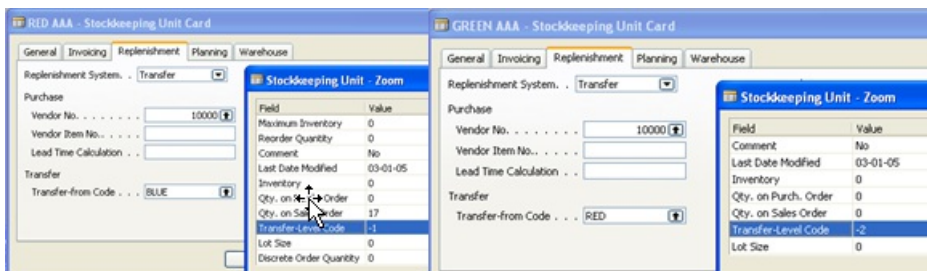 RED AAA - Stockkeeping Unit Card
General Invoicing Replenishment Planning Warehouse
Replenishment System. . Transfer
Purchase
Vendor No. . . . . . . . 10000
Vendor Item No.. . . . .
Lead Time Calculation . .
Transfer
Transfer-from Code . . . BLUE
Stockkeeping Unit - Zoom
Field Value
Maximum Inventory 0
Reorder Quantity 0
Comment No
Last Date Modified 03-01-05
Inventory 0
Qty. on Order 0
Qty. on Sales Order 17
Transfer-Level Code -1
Lot Size 0
Discrete Order Quantity 0
GREEN AAA - Stockkeeping Unit Card
General Invoicing Replenishment Planning Warehouse
Replenishment System. . Transfer
Purchase
Vendor No. . . . . . . . 10000
Vendor Item No.. . . . .
Lead Time Calculation . .
Transfer
Transfer-from Code . . . RED
Stockkeeping Unit - Zoom
Field Value
Comment No
Last Date Modified 03-01-05
Inventory 0
Qty. on Purch. Order 0
Qty. on Sales Order 0
Transfer-Level Code -2
Lot Size 0